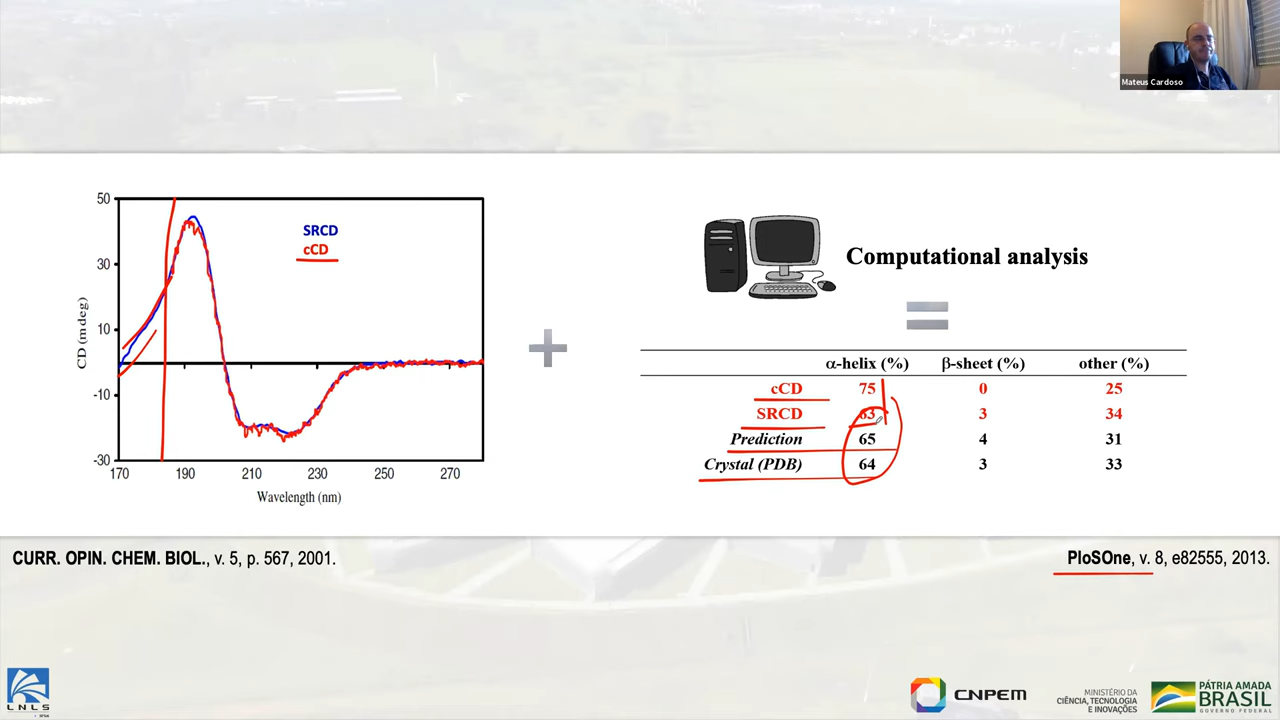 Mateus Cardoso
50
30
10
-10
-30
CD (mdeg)
SRCD
cCD
170 190 210 230 250 270
Wavelength (nm)
Computational analysis
α-helix (%) β-sheet (%) other (%)
cCD 75 0 25
SRCD 63 3 34
Prediction 65 4 31
Crystal (PDB) 64 3 33
CURR. OPIN. CHEM. BIOL., v. 5, p. 567, 2001.
PloSOne, v. 8, e82555, 2013.
LNLS
CNPEM
MINISTÉRIO DA
CIÊNCIA, TECNOLOGIA
E INOVAÇÕES
PÁTRIA AMADA
BRASIL
GOVERNO FEDERAL